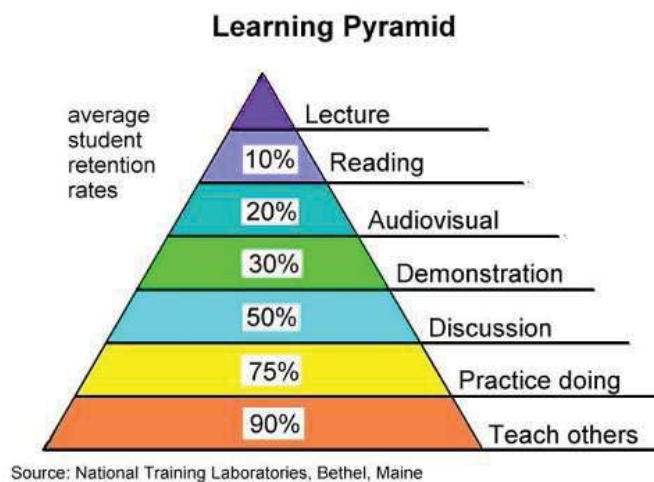 Learning Pyramid
average
student
retention
rates
Lecture
10% Reading
20% Audiovisual
30% Demonstration
50% Discussion
75% Practice doing
90% Teach others
Source: National Training Laboratories, Bethel, Maine